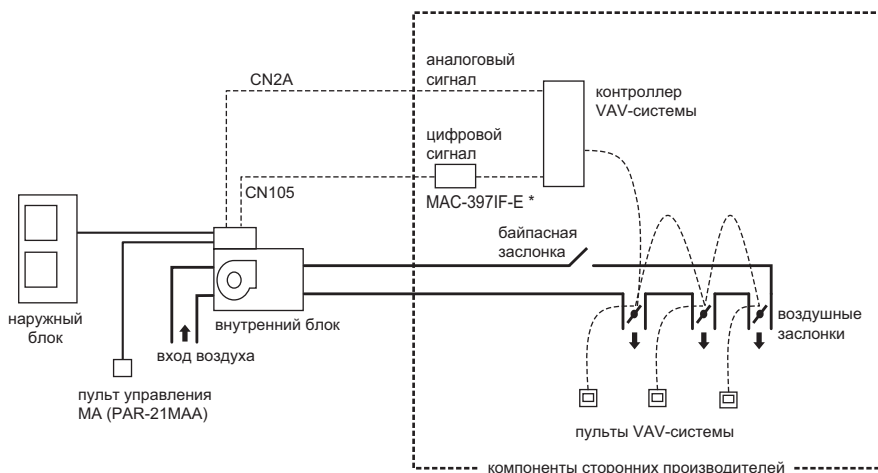 CN2A
аналоговый
сигнал
контроллер
VAV-системы
цифровой
сигнал
CN105
MAC-397IF-E *
байпасная
заслонка
наружный
блок
внутренний блок
вход воздуха
воздушные
заслонки
пульт управления
MA (PAR-21MAA)
пульты VAV-системы
компоненты сторонних производителей